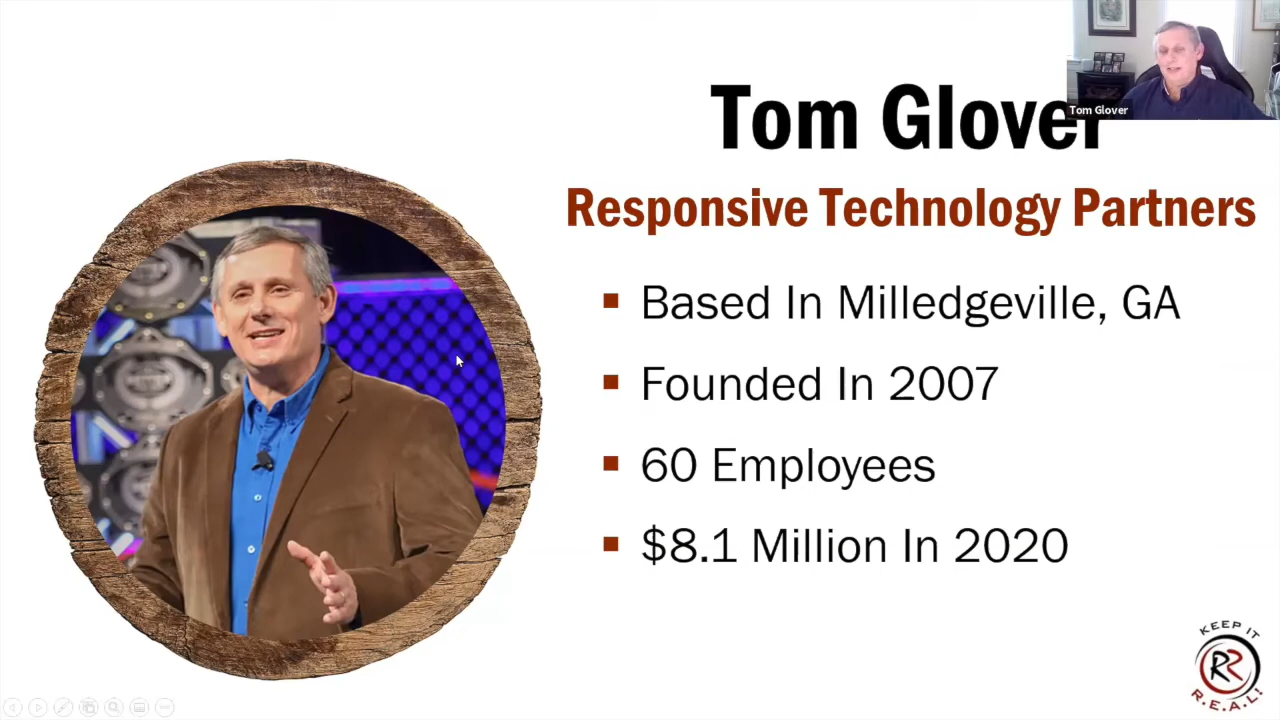 Tom Glover
Tom Glover
Responsive Technology Partners
Based In Milledgeville, GA
Founded In 2007
60 Employees
$8.1 Million In 2020
KEEP IT
R.E.A.L!